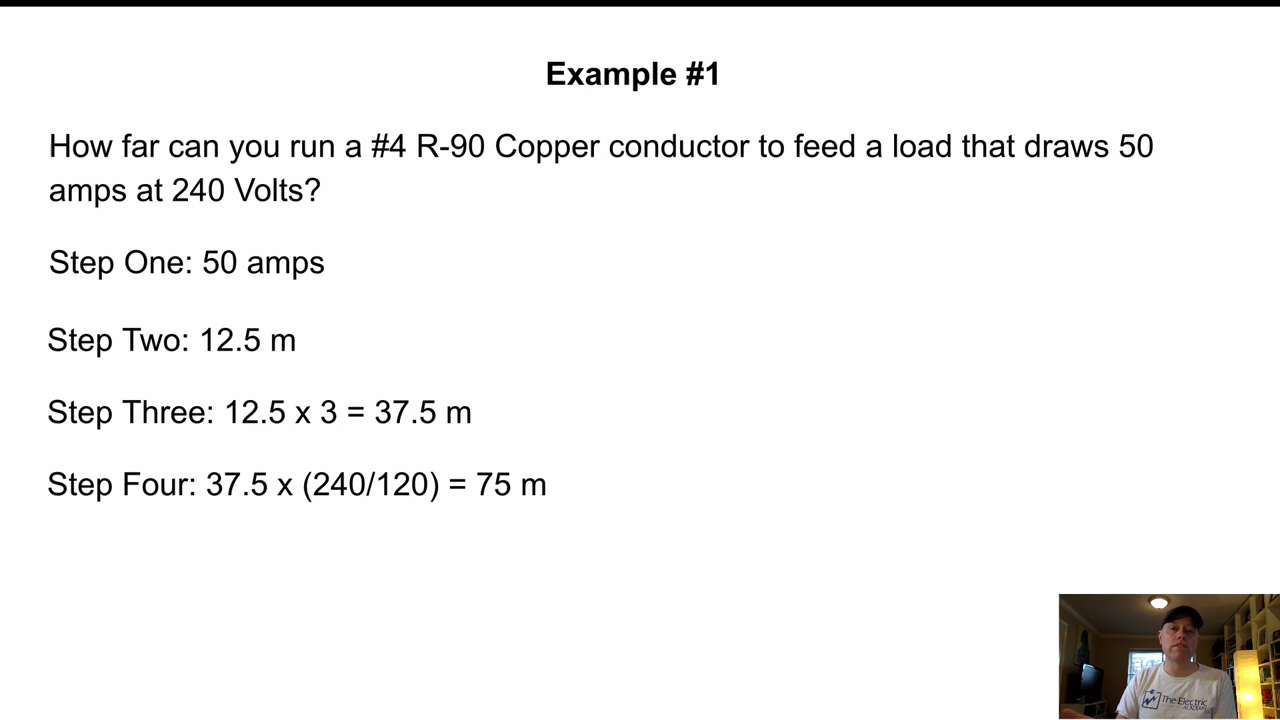 Example #1
How far can you run a #4 R-90 Copper conductor to feed a load that draws 50
amps at 240 Volts?
Step One: 50 amps
Step Two: 12.5 m
Step Three: 12.5 x 3 = 37.5 m
Step Four: 37.5 x (240/120) = 75 m
The Electric